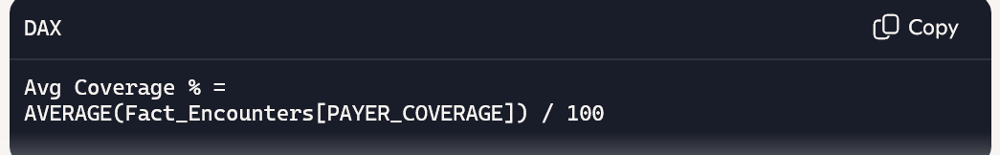 DAX
Copy
Avg Coverage % =
AVERAGE(Fact_Encounters[PAYER_COVERAGE]) / 100